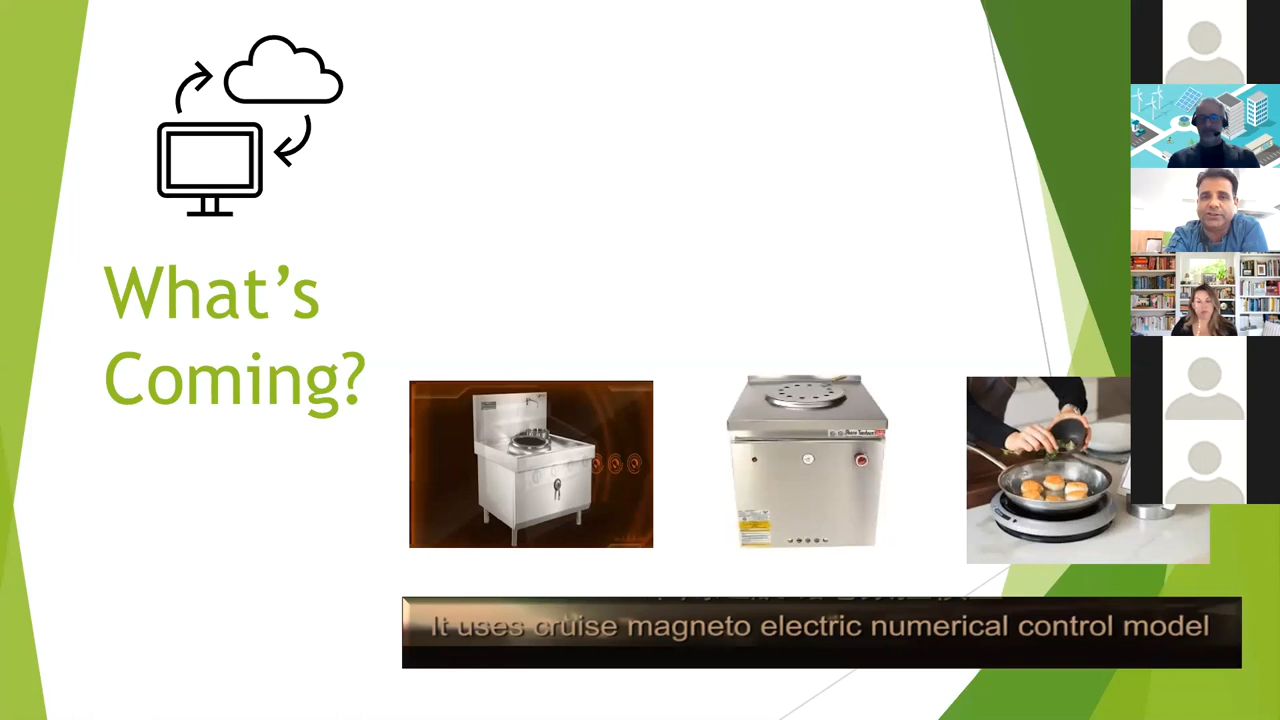 What's
Coming?
It uses cruise magneto electric numerical control model